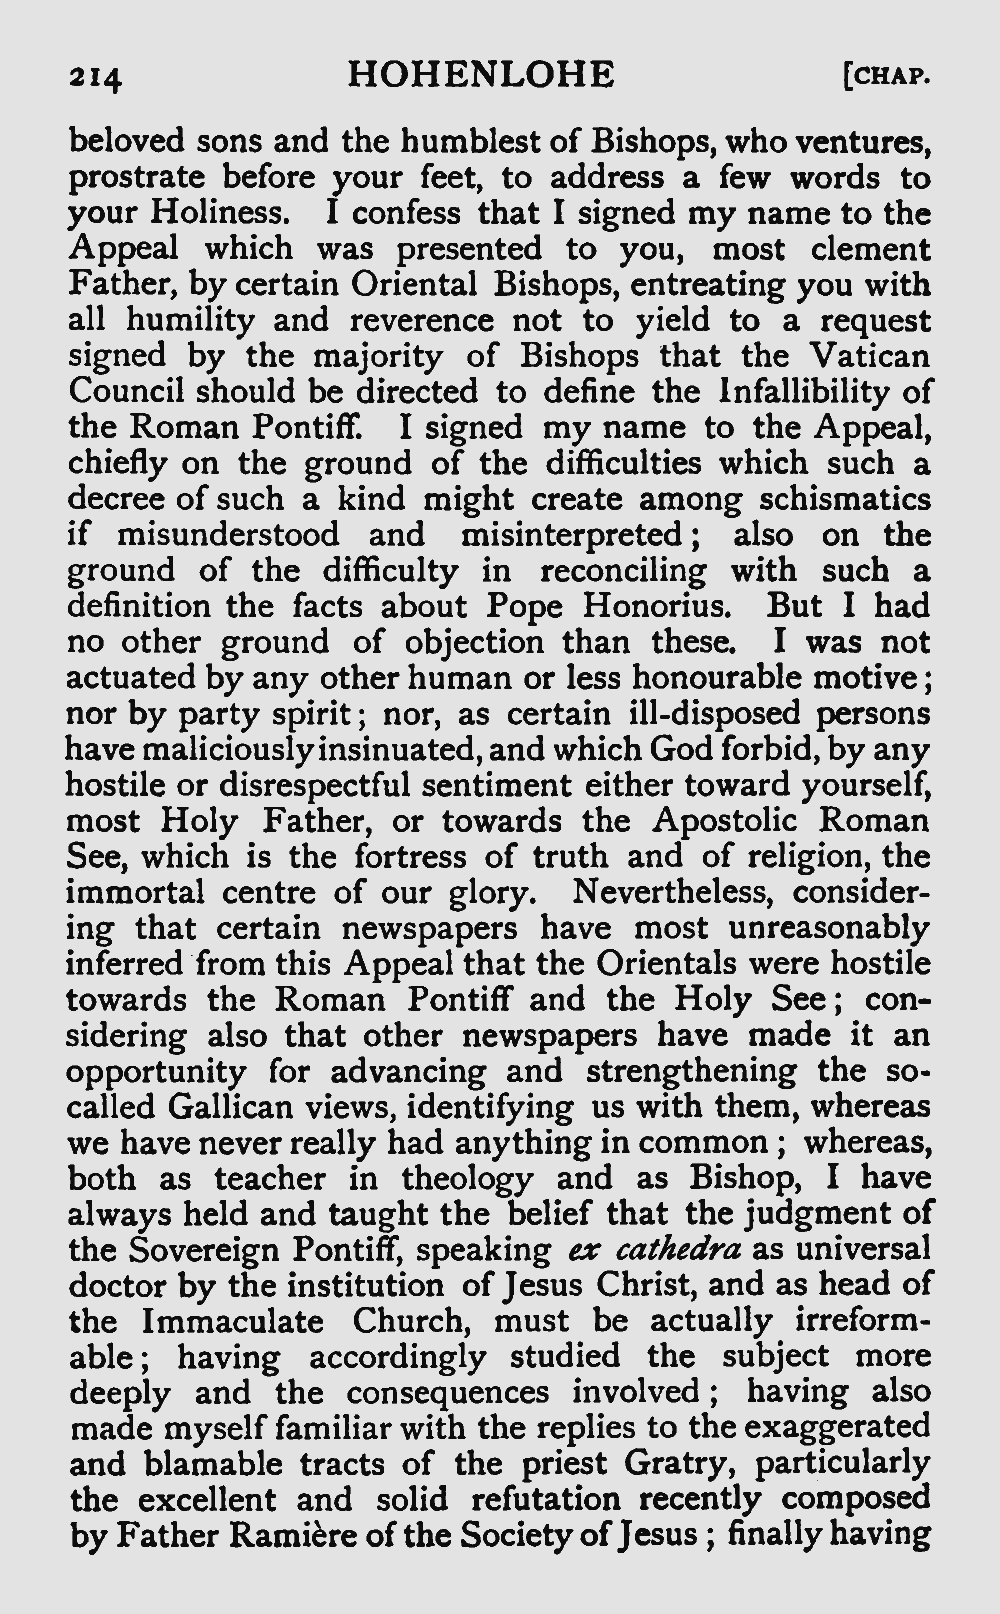 214 HOHENLOHE [CHAP.
beloved sons and the humblest of Bishops, who ventures,
prostrate before your feet, to address a few words to
your Holiness. I confess that I signed my name to the
Appeal which was presented to you, most clement
Father, by certain Oriental Bishops, entreating you with
all humility and reverence not to yield to a request
signed by the majority of Bishops that the Vatican
Council should be directed to define the Infallibility of
the Roman Pontiff. I signed my name to the Appeal,
chiefly on the ground of the difficulties which such a
decree of such a kind might create among schismatics
if misunderstood and misinterpreted; also on the
ground of the difficulty in reconciling with such a
definition the facts about Pope Honorius. But I had
no other ground of objection than these. I was not
actuated by any other human or less honourable motive;
nor by party spirit; nor, as certain ill-disposed persons
have maliciously insinuated, and which God forbid, by any
hostile or disrespectful sentiment either toward yourself,
most Holy Father, or towards the Apostolic Roman
See, which is the fortress of truth and of religion, the
immortal centre of our glory. Nevertheless, consider-
ing that certain newspapers have most unreasonably
inferred from this Appeal that the Orientals were hostile
towards the Roman Pontiff and the Holy See; con-
sidering also that other newspapers have made it an
opportunity for advancing and strengthening the so-
called Gallican views, identifying us with them, whereas
we have never really had anything in common; whereas,
both as teacher in theology and as Bishop, I have
always held and taught the belief that the judgment of
the Sovereign Pontiff, speaking ex cathedra as universal
doctor by the institution of Jesus Christ, and as head of
the Immaculate Church, must be actually irreform-
able; having accordingly studied the subject more
deeply and the consequences involved; having also
made myself familiar with the replies to the exaggerated
and blamable tracts of the priest Gratry, particularly
the excellent and solid refutation recently composed
by Father Ramière of the Society of Jesus; finally having